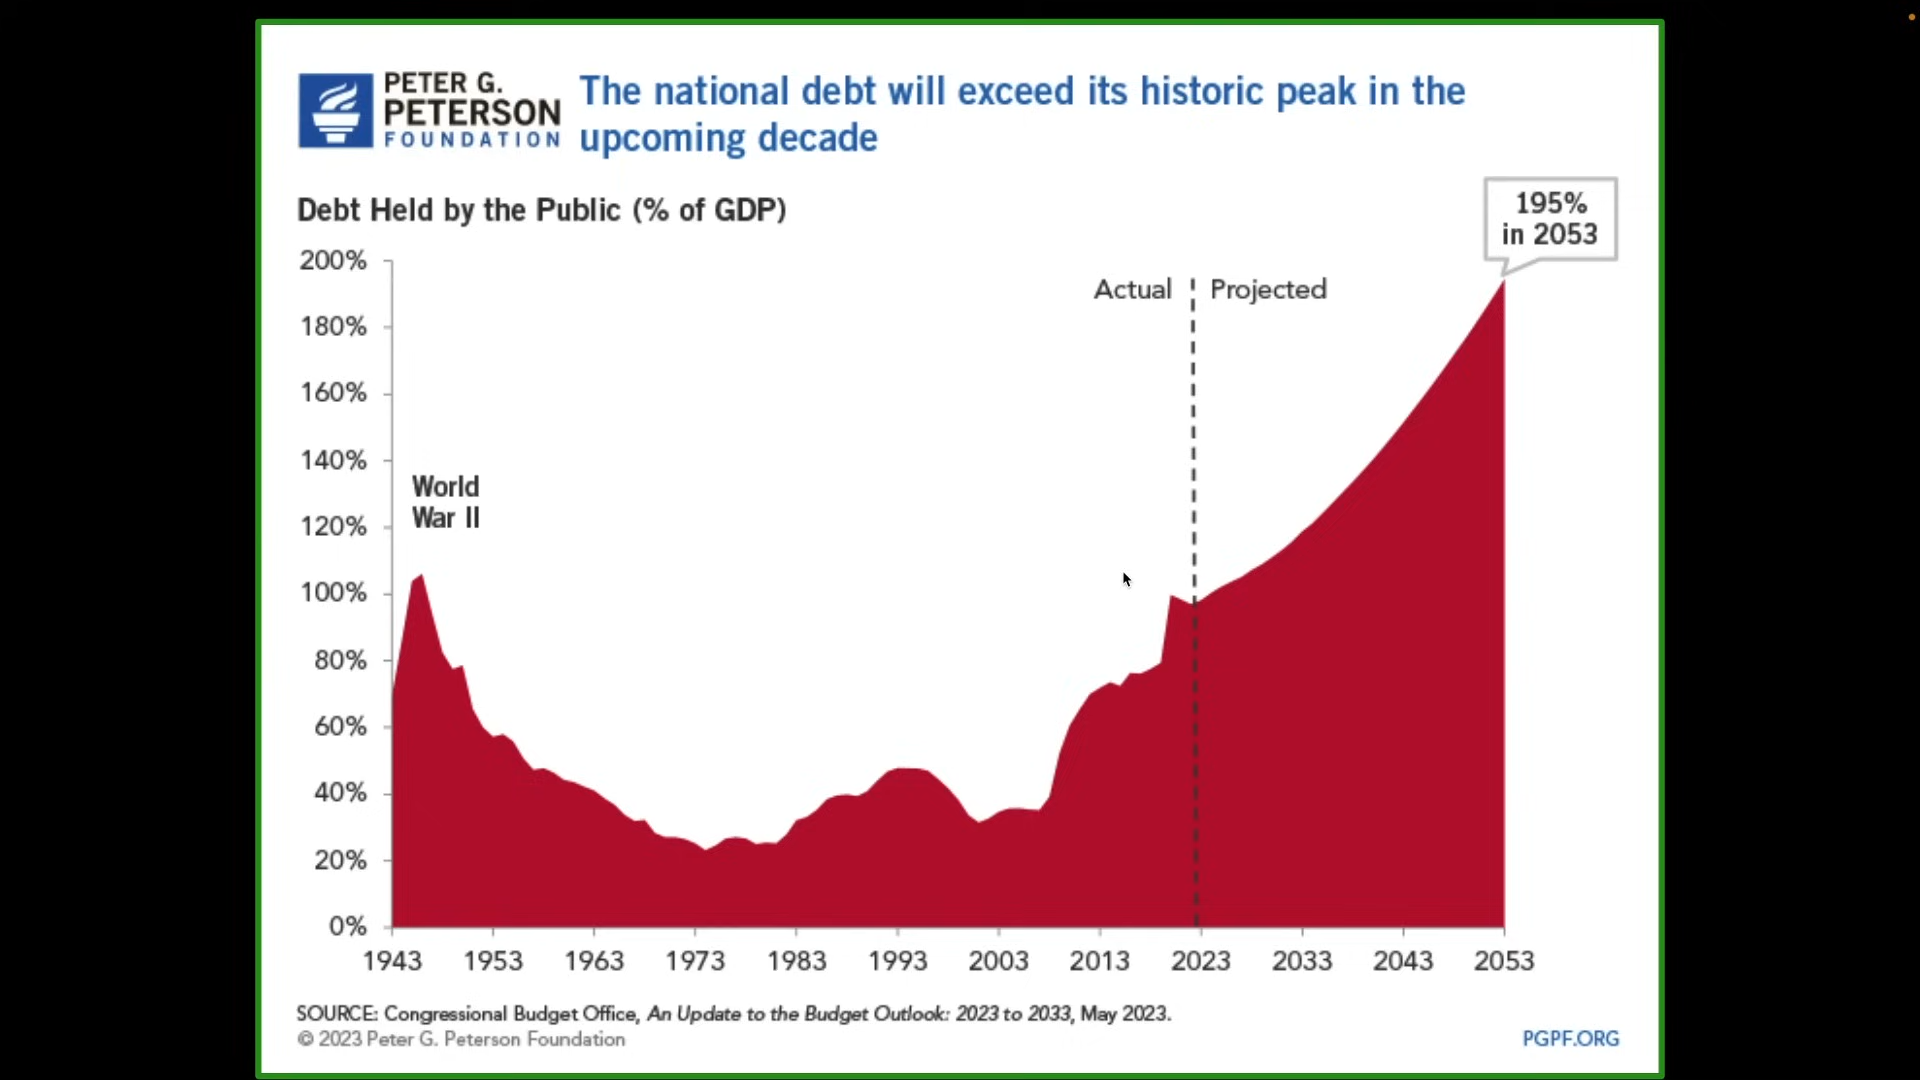 PETER G.
PETERSON
FOUNDATION
The national debt will exceed its historic peak in the
upcoming decade
Debt Held by the Public (% of GDP)
195%
in 2053
200%
Actual
Projected
180%
160%
140%
World
War II
120%
100%
80%
60%
40%
20%
0%
1943 1953 1963 1973 1983 1993 2003 2013 2023 2033 2043 2053
SOURCE: Congressional Budget Office, An Update to the Budget Outlook: 2023 to 2033, May 2023.
© 2023 Peter G. Peterson Foundation
PGPF.ORG